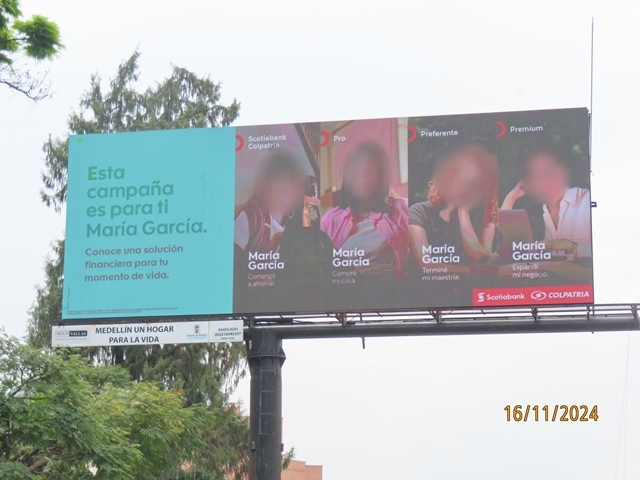 Esta
campaña
es para ti
María García.
Conoce una solución
financiera para tu
momento de vida.
Scotiabank
Colpatria
María
García
Comencé
a ahorrar.
Pro
María
García
Compré
mi casa.
Preferente
María
García
Terminé
mi maestría.
Premium
María
García
Expandí
mi negocio.
Scotiabank COLPATRIA
MEDELLÍN UN HOGAR
PARA LA VIDA
16/11/2024